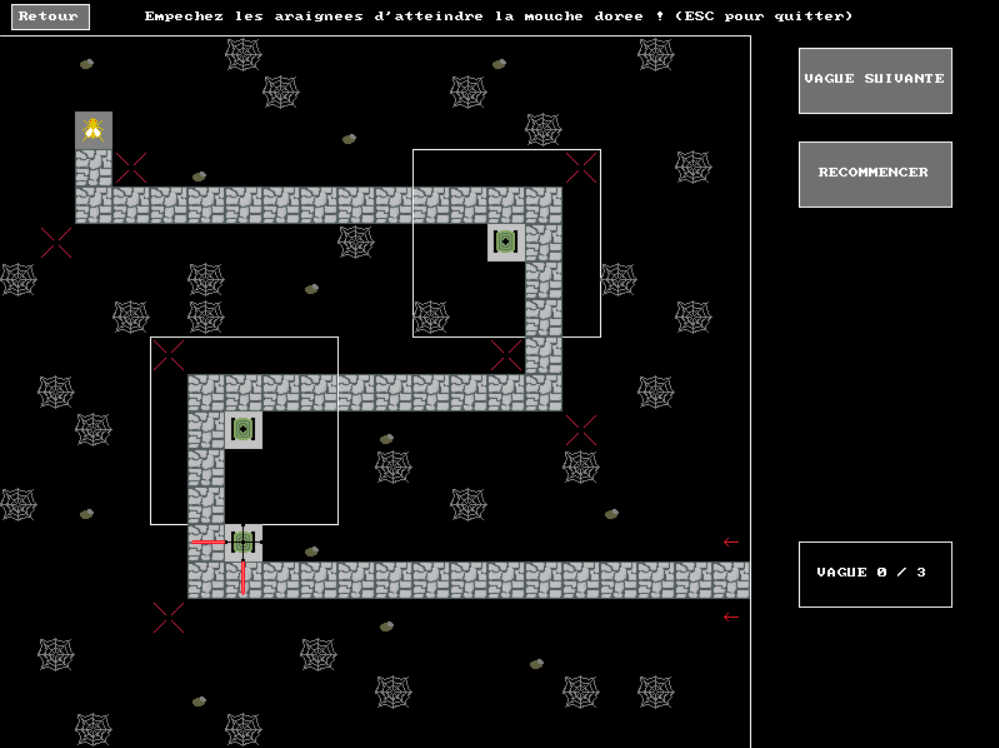 Retour
Empechez les araignees d'atteindre la mouche doree ! (ESC pour quitter)
VAGUE SUIVANTE
RECOMMENCER
VAGUE 0 / 3